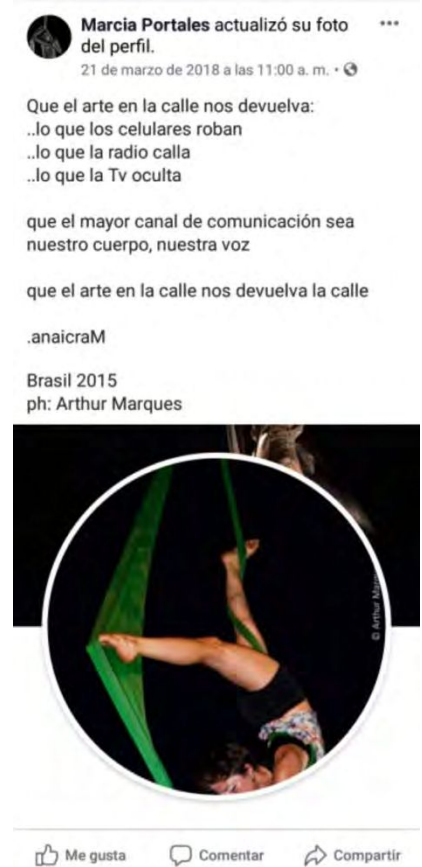 Marcia Portales actualizó su foto
del perfil.
21 de marzo de 2018 a las 11:00 a. m. •
Que el arte en la calle nos devuelva:
..lo que los celulares roban
..lo que la radio calla
..lo que la Tv oculta
que el mayor canal de comunicación sea
nuestro cuerpo, nuestra voz
que el arte en la calle nos devuelva la calle
.anaicraM
Brasil 2015
ph: Arthur Marques
© Arthur Marq
Me gusta
Comentar
Compartir